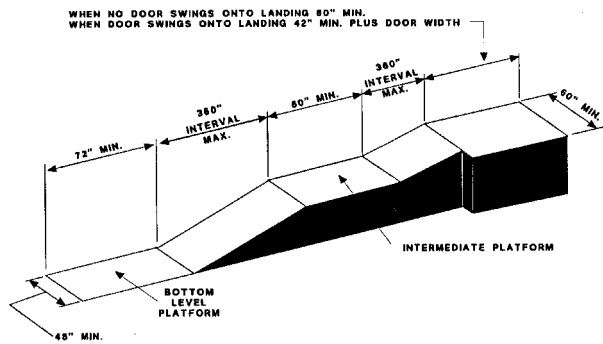 WHEN NO DOOR SWINGS ONTO LANDING 60" MIN.
WHEN DOOR SWINGS ONTO LANDING 42" MIN. PLUS DOOR WIDTH
360"
INTERVAL
MAX.
60" MIN.
360"
INTERVAL
MAX.
60" MIN.
72" MIN.
INTERMEDIATE PLATFORM
BOTTOM
LEVEL
PLATFORM
48" MIN.